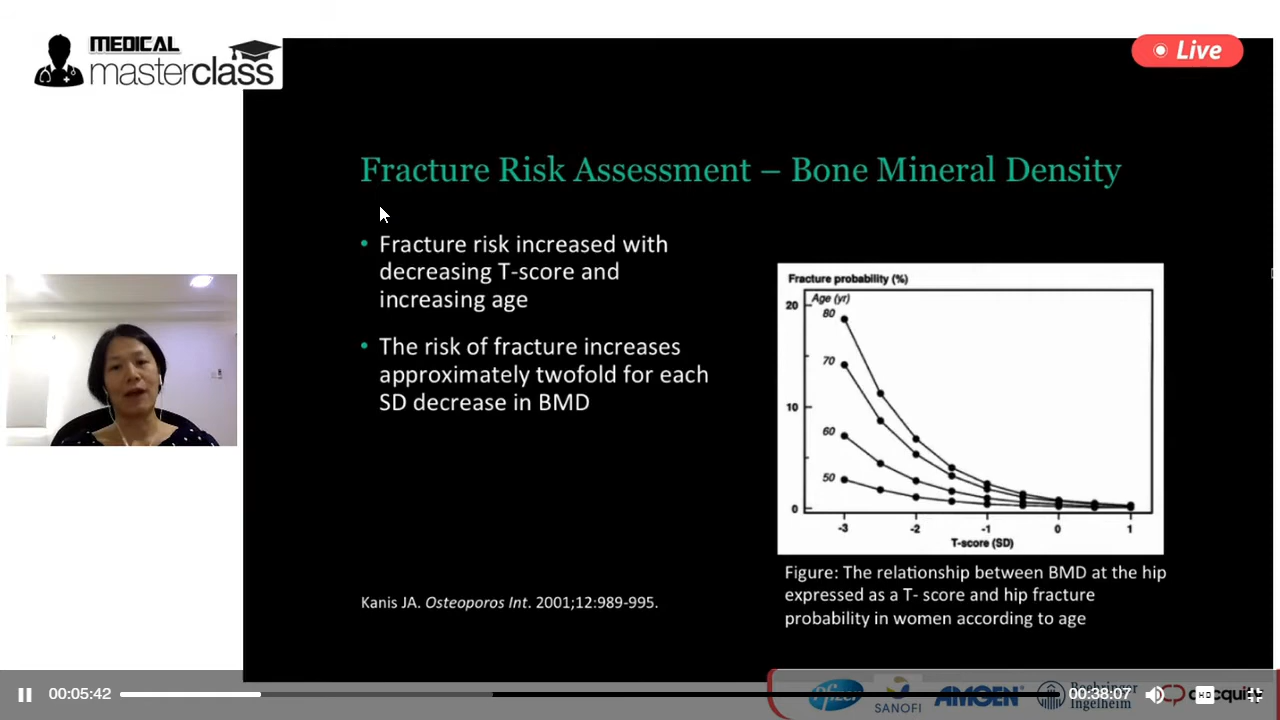 MEDICAL
masterclass
Live
Fracture Risk Assessment – Bone Mineral Density
• Fracture risk increased with
decreasing T-score and
increasing age
• The risk of fracture increases
approximately twofold for each
SD decrease in BMD
Fracture probability (%)
Age (yr)
20
10
0
80
70
60
50
-3
-2
-1
0
1
T-score (SD)
Figure: The relationship between BMD at the hip
expressed as a T- score and hip fracture
probability in women according to age
Kanis JA. Osteoporos Int. 2001;12:989-995.
00:05:42
Pfizer
SANOFI
AMGEN
Boehringer
Ingelheim
00:38:07
HD